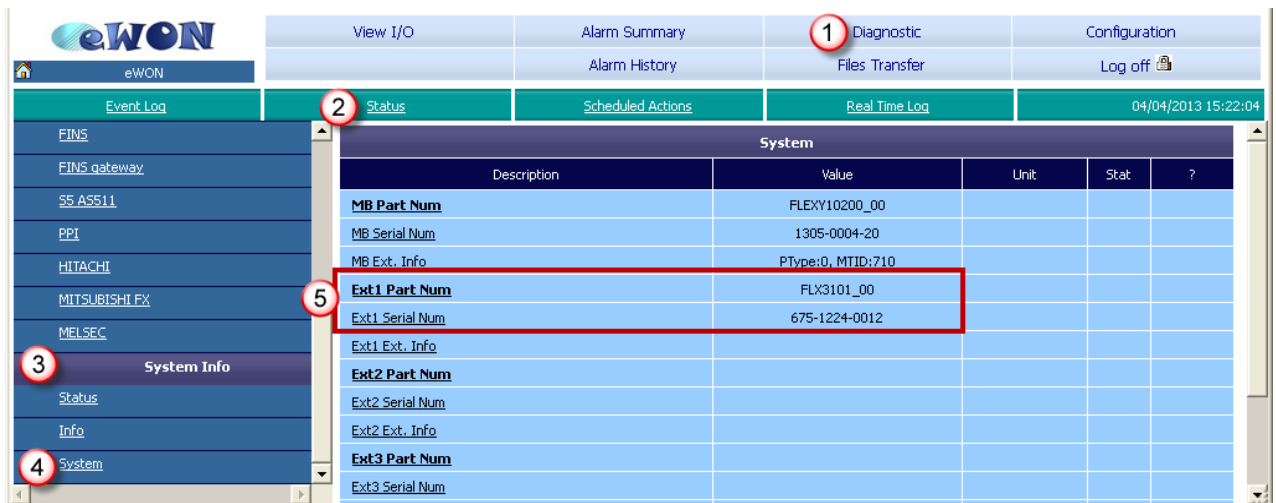 eWON
View I/O
Alarm Summary
1
Diagnostic
Configuration
eWON
Alarm History
Files Transfer
Log off
Event Log
2
Status
Scheduled Actions
Real Time Log
04/04/2013 15:22:04
FINS
FINS gateway
S5 AS511
PPI
HITACHI
MITSUBISHI FX
MELSEC
3
System Info
Status
Info
4
System
System
Description Value Unit Stat ?
MB Part Num FLEXY10200_00
MB Serial Num 1305-0004-20
MB Ext. Info PType:0, MTID:710
5
Ext1 Part Num FLX3101_00
Ext1 Serial Num 675-1224-0012
Ext1 Ext. Info
Ext2 Part Num
Ext2 Serial Num
Ext2 Ext. Info
Ext3 Part Num
Ext3 Serial Num